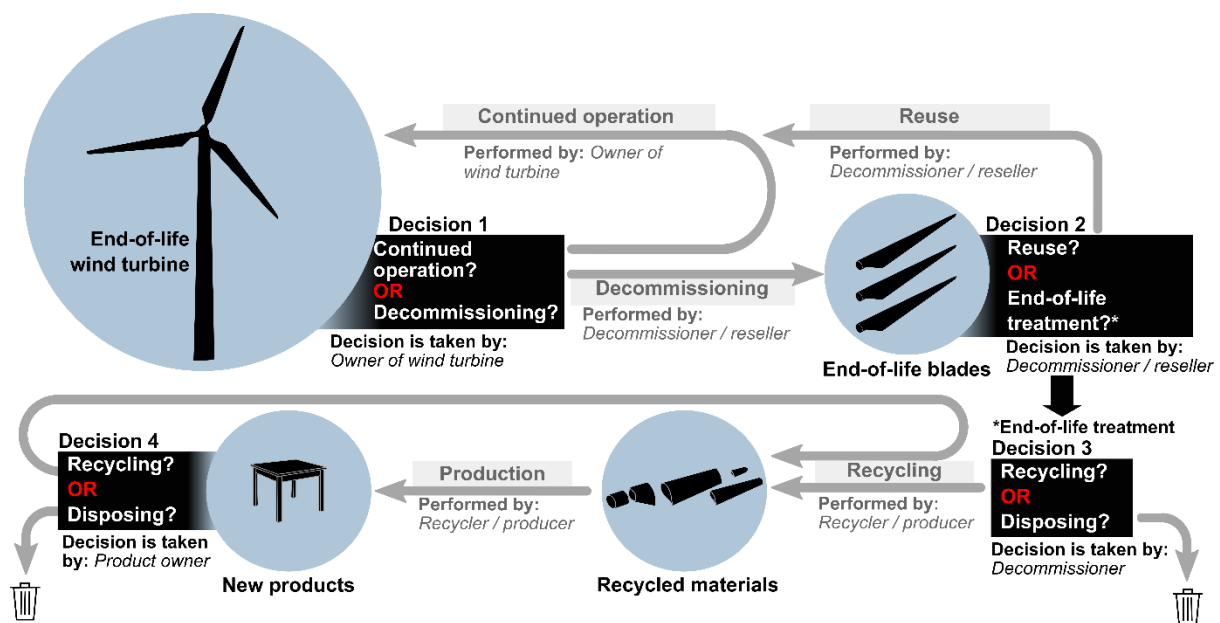 Continued operation
Performed by: Owner of
wind turbine
Reuse
Performed by:
Decommissioner / reseller
End-of-life
wind turbine
Decision 1
Continued
operation?
OR
Decommissioning?
Decision is taken by:
Owner of wind turbine
Decommissioning
Performed by:
Decommissioner / reseller
End-of-life blades
Decision 2
Reuse?
OR
End-of-life
treatment?*
Decision is taken by:
Decommissioner / reseller
*End-of-life treatment
Decision 3
Recycling?
OR
Disposing?
Decision is taken by:
Decommissioner
Recycling
Performed by:
Recycler / producer
Recycled materials
Production
Performed by:
Recycler / producer
New products
Decision 4
Recycling?
OR
Disposing?
Decision is taken
by: Product owner